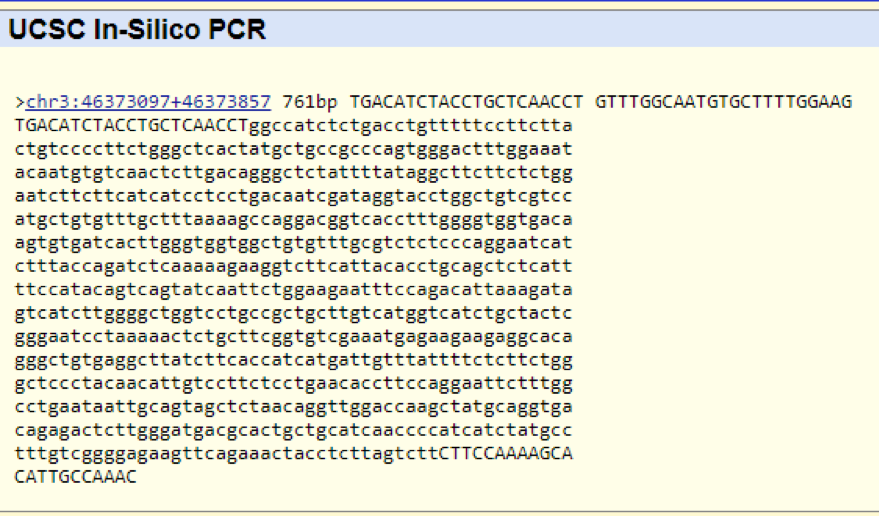 UCSC In-Silico PCR
>chr3:46373097+46373857 761bp TGACATCTACCTGCTCAACCT GTTTGGCAATGTGCTTTTGGAAG
TGACATCTACCTGCTCAACCTggccatctctgacctgtttttccttctta
ctgtccccttctgggctcactatgctgccgcccagtgggactttggaaat
acaatgtgtcaactcttgacagggctctattttataggcttcttctctgg
aatcttcttcatcatcctcctgacaatcgataggtacctggctgtcgtcc
atgctgtgtttgctttaaaagccaggacggtcacctttggggtggtgaca
agtgtgatcacttgggtggtggctgtgtttgcgtctctcccaggaatcat
ctttaccagatctcaaaaagaaggtcttcattacacctgcagctctcatt
ttccatacagtcagtatcaattctggaagaatttccagacattaaagata
gtcatcttggggctggtcctgccgctgcttgtcatggtcatctgctactc
gggaatcctaaaaactctgcttcggtgtcgaaatgagaagaagaggcaca
gggctgtgaggcttatcttcaccatcatgattgtttattttctcttctgg
gctccctacaacattgtccttctcctgaacaccttccaggaattctttgg
cctgaataattgcagtagctctaacaggttggaccaagctatgcaggtga
cagagactcttgggatgacgcactgctgcatcaaccccatcatctatgcc
tttgtcggggagaagttcagaaactacctcttagtcttCTTCCAAAAGCA
CATTGCCAAAC